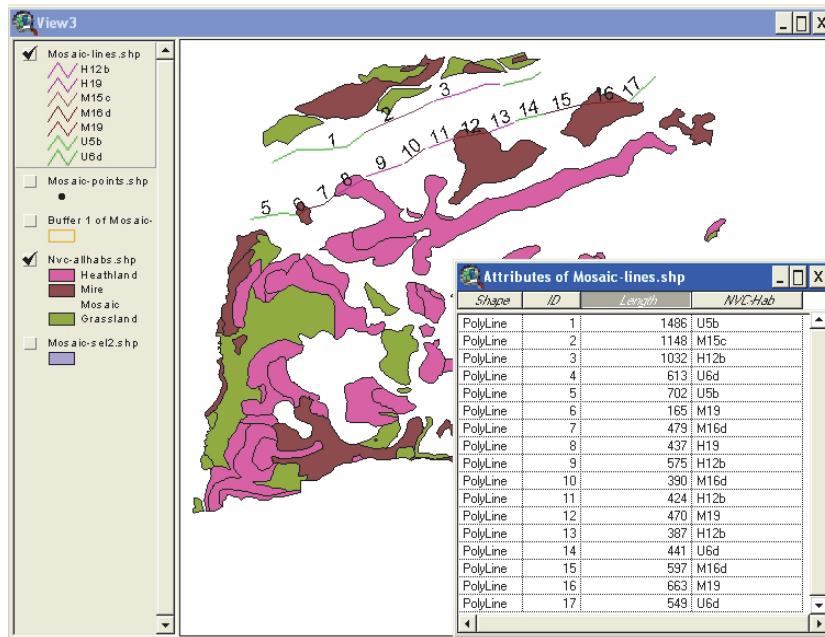 View3
Mosaic-lines.shp
H12b
H19
M15c
M16d
M19
U5b
U6d
Mosaic-points.shp
Buffer 1 of Mosaic-
Nvc-allhabs.shp
Heathland
Mire
Mosaic
Grassland
Mosaic-sel2.shp
1
2
3
5
6
7
8
9
10
11
12
13
14
15
16
17
Attributes of Mosaic-lines.shp
Shape ID Length NVC-Hab
PolyLine 1 1486 U5b
PolyLine 2 1148 M15c
PolyLine 3 1032 H12b
PolyLine 4 613 U6d
PolyLine 5 702 U5b
PolyLine 6 165 M19
PolyLine 7 479 M16d
PolyLine 8 437 H19
PolyLine 9 575 H12b
PolyLine 10 390 M16d
PolyLine 11 424 H12b
PolyLine 12 470 M19
PolyLine 13 387 H12b
PolyLine 14 441 U6d
PolyLine 15 597 M16d
PolyLine 16 663 M19
PolyLine 17 549 U6d